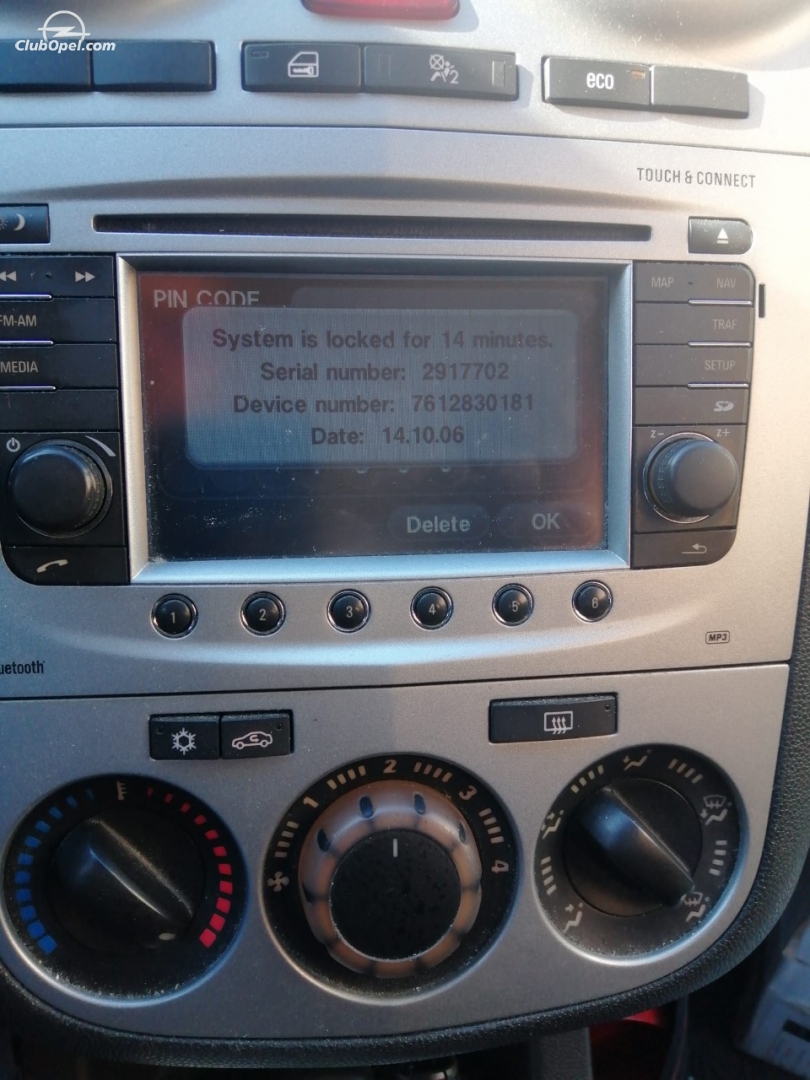 ClubOpel.com
2
eco
TOUCH & CONNECT
PIN CODE
System is locked for 14 minutes.
Serial number: 2917702
Device number: 7612830181
Date: 14.10.06
Delete OK
FM-AM
MEDIA
MAP NAV
TRAF
SETUP
SD
z- z+
1 2 3 4 5 6
MP3
uetooth
1 2 3 4